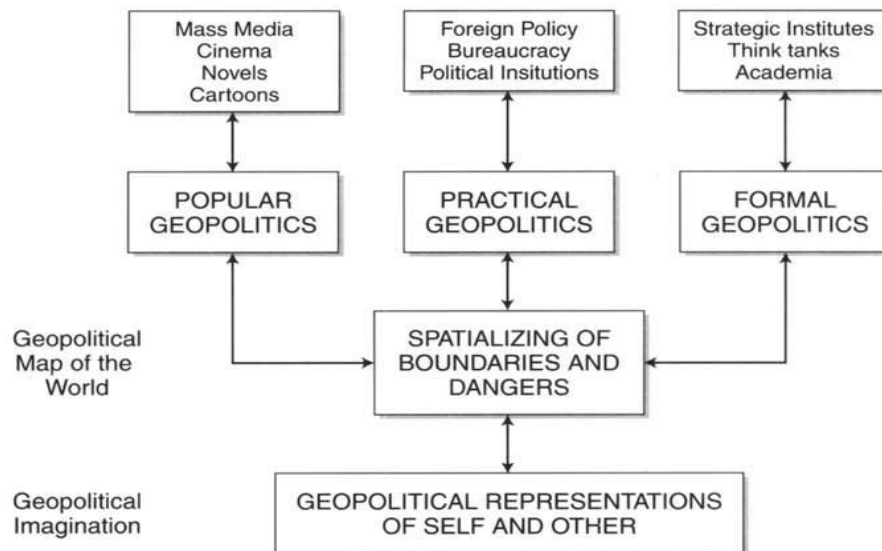 Mass Media
Cinema
Novels
Cartoons
Foreign Policy
Bureaucracy
Political Insitutions
Strategic Institutes
Think tanks
Academia
POPULAR
GEOPOLITICS
PRACTICAL
GEOPOLITICS
FORMAL
GEOPOLITICS
Geopolitical
Map of the
World
SPATIALIZING OF
BOUNDARIES AND
DANGERS
Geopolitical
Imagination
GEOPOLITICAL REPRESENTATIONS
OF SELF AND OTHER